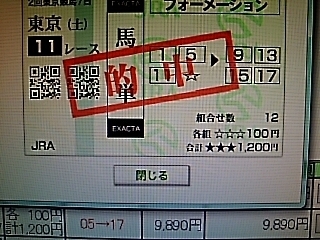 フォーメーション
東京(土)
11レース
馬単
EXACTA
EXACTA
1 5 ▶ 9 13
11 ☆ 15 17
的中
組合せ数 12
各組 ☆☆☆100円
合計★★★1,200円
JRA
閉じる
各 100円
計1,200円
05→17
9,890円
9,890円